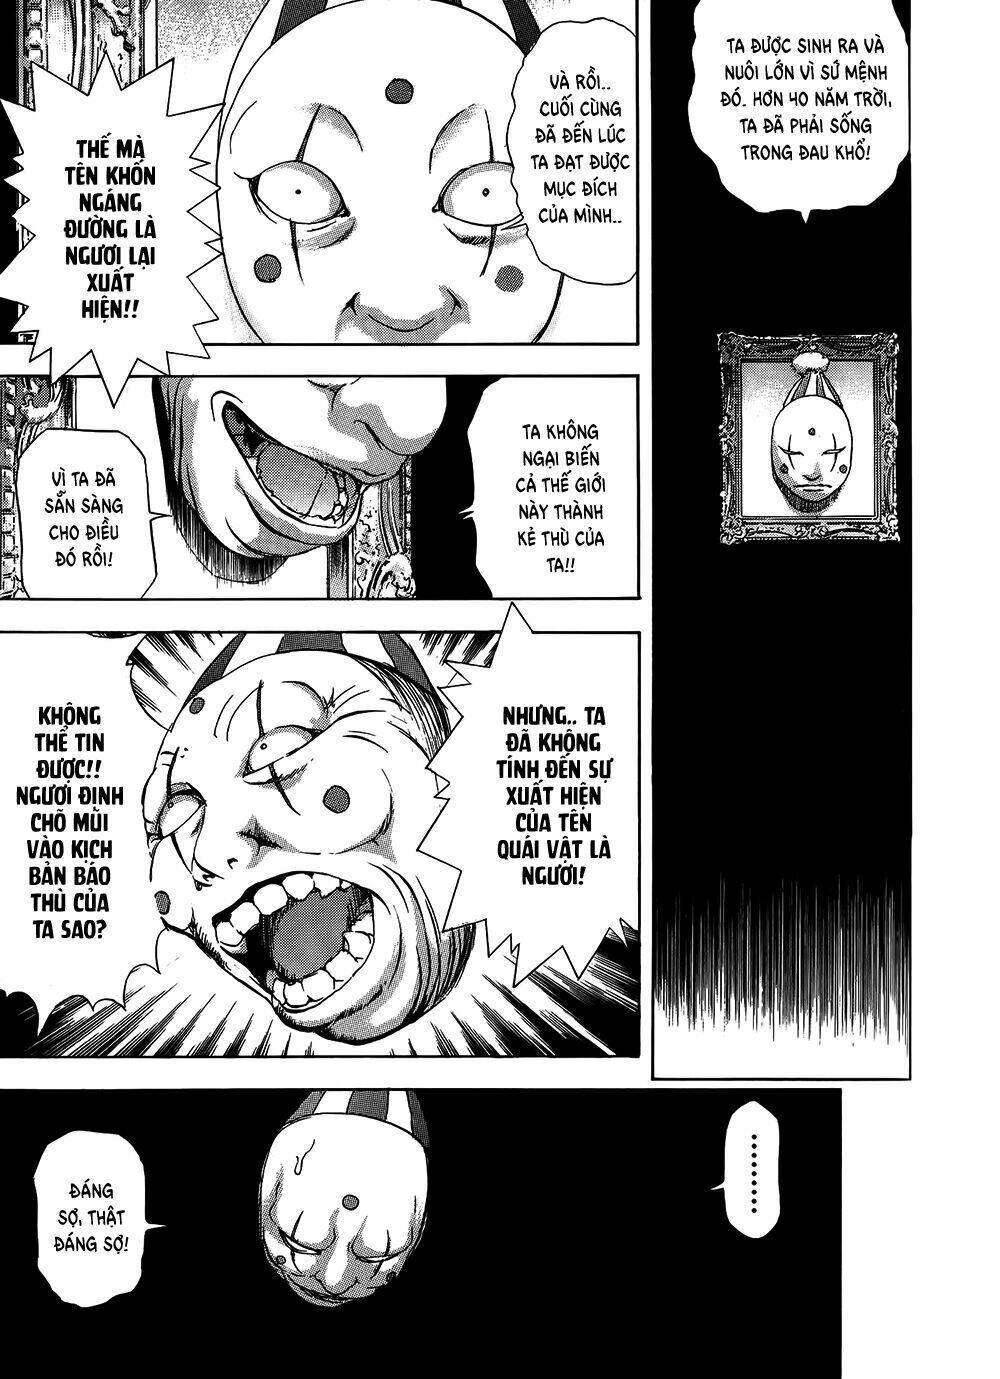 TA ĐƯỢC SINH RA VÀ
NUÔI LỚN VÌ SỨ MỆNH
ĐÓ. HƠN 40 NĂM TRỜI,
TA ĐÃ PHẢI SỐNG
TRONG ĐAU KHỔ!
VÀ RỒI..
CUỐI CÙNG
ĐÃ ĐẾN LÚC
TA ĐẠT ĐƯỢC
MỤC ĐÍCH
CỦA MÌNH..
THẾ MÀ
TÊN KHỐN
NGÁNG
ĐƯỜNG LÀ
NGƯƠI LẠI
XUẤT
HIỆN!!
TA KHÔNG
NGẠI BIẾN
CẢ THẾ GIỚI
NÀY THÀNH
KẺ THÙ CỦA
TA!!
VÌ TA ĐÃ
SẴN SÀNG
CHO ĐIỀU
ĐÓ RỒI!
NHƯNG.. TA
ĐÃ KHÔNG
TÍNH ĐẾN SỰ
XUẤT HIỆN
CỦA TÊN
QUÁI VẬT LÀ
NGƯƠI!
KHÔNG
THỂ TIN
ĐƯỢC!!
NGƯƠI ĐỊNH
CHÕ MŨI
VÀO KỊCH
BẢN BÁO
THÙ CỦA
TA SAO?
.........
ĐÁNG
SỢ, THẬT
ĐÁNG SỢ!